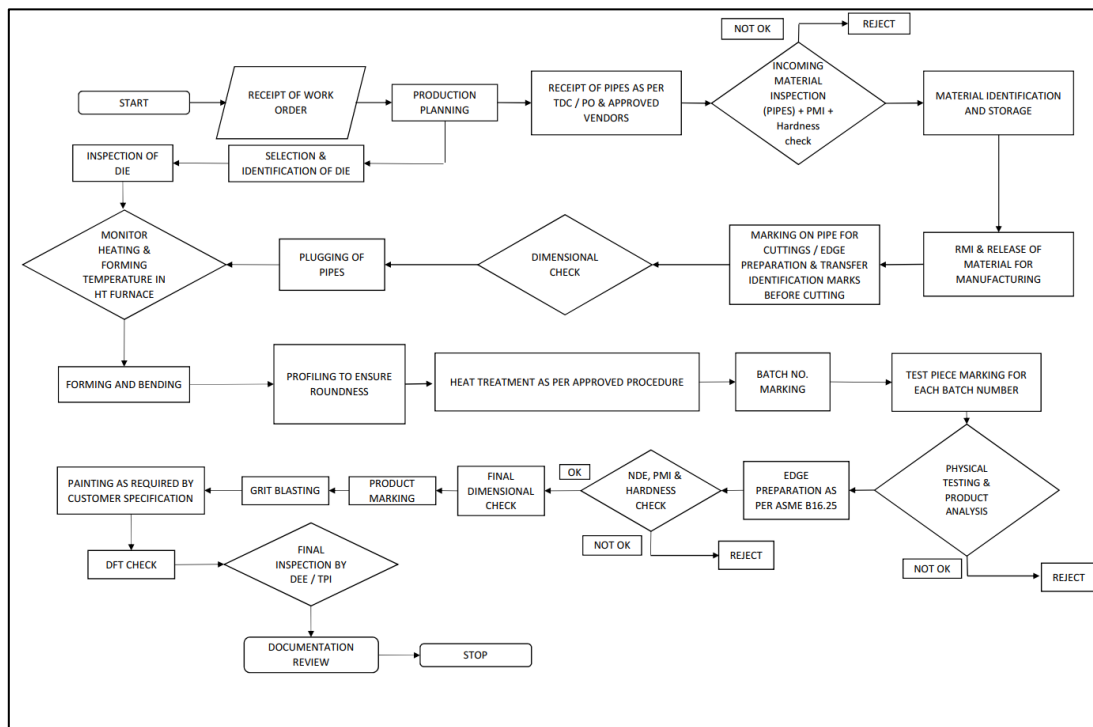 NOT OK
REJECT
START
RECEIPT OF WORK
ORDER
PRODUCTION
PLANNING
RECEIPT OF PIPES AS PER
TDC / PO & APPROVED
VENDORS
INCOMING
MATERIAL
INSPECTION
(PIPES) + PMI +
Hardness
check
MATERIAL IDENTIFICATION
AND STORAGE
INSPECTION OF
DIE
SELECTION &
IDENTIFICATION OF DIE
MONITOR
HEATING &
FORMING
TEMPERATURE IN
HT FURNACE
PLUGGING OF
PIPES
DIMENSIONAL
CHECK
MARKING ON PIPE FOR
CUTTINGS / EDGE
PREPARATION & TRANSFER
IDENTIFICATION MARKS
BEFORE CUTTING
RMI & RELEASE OF
MATERIAL FOR
MANUFACTURING
FORMING AND BENDING
PROFILING TO ENSURE
ROUNDNESS
HEAT TREATMENT AS PER APPROVED PROCEDURE
BATCH NO.
MARKING
TEST PIECE MARKING FOR
EACH BATCH NUMBER
PAINTING AS REQUIRED BY
CUSTOMER SPECIFICATION
GRIT BLASTING
PRODUCT
MARKING
FINAL
DIMENSIONAL
CHECK
OK
NDE, PMI &
HARDNESS
CHECK
EDGE
PREPARATION AS
PER ASME B16.25
PHYSICAL
TESTING &
PRODUCT
ANALYSIS
NOT OK
REJECT
NOT OK
REJECT
DFT CHECK
FINAL
INSPECTION BY
DEE / TPI
DOCUMENTATION
REVIEW
STOP